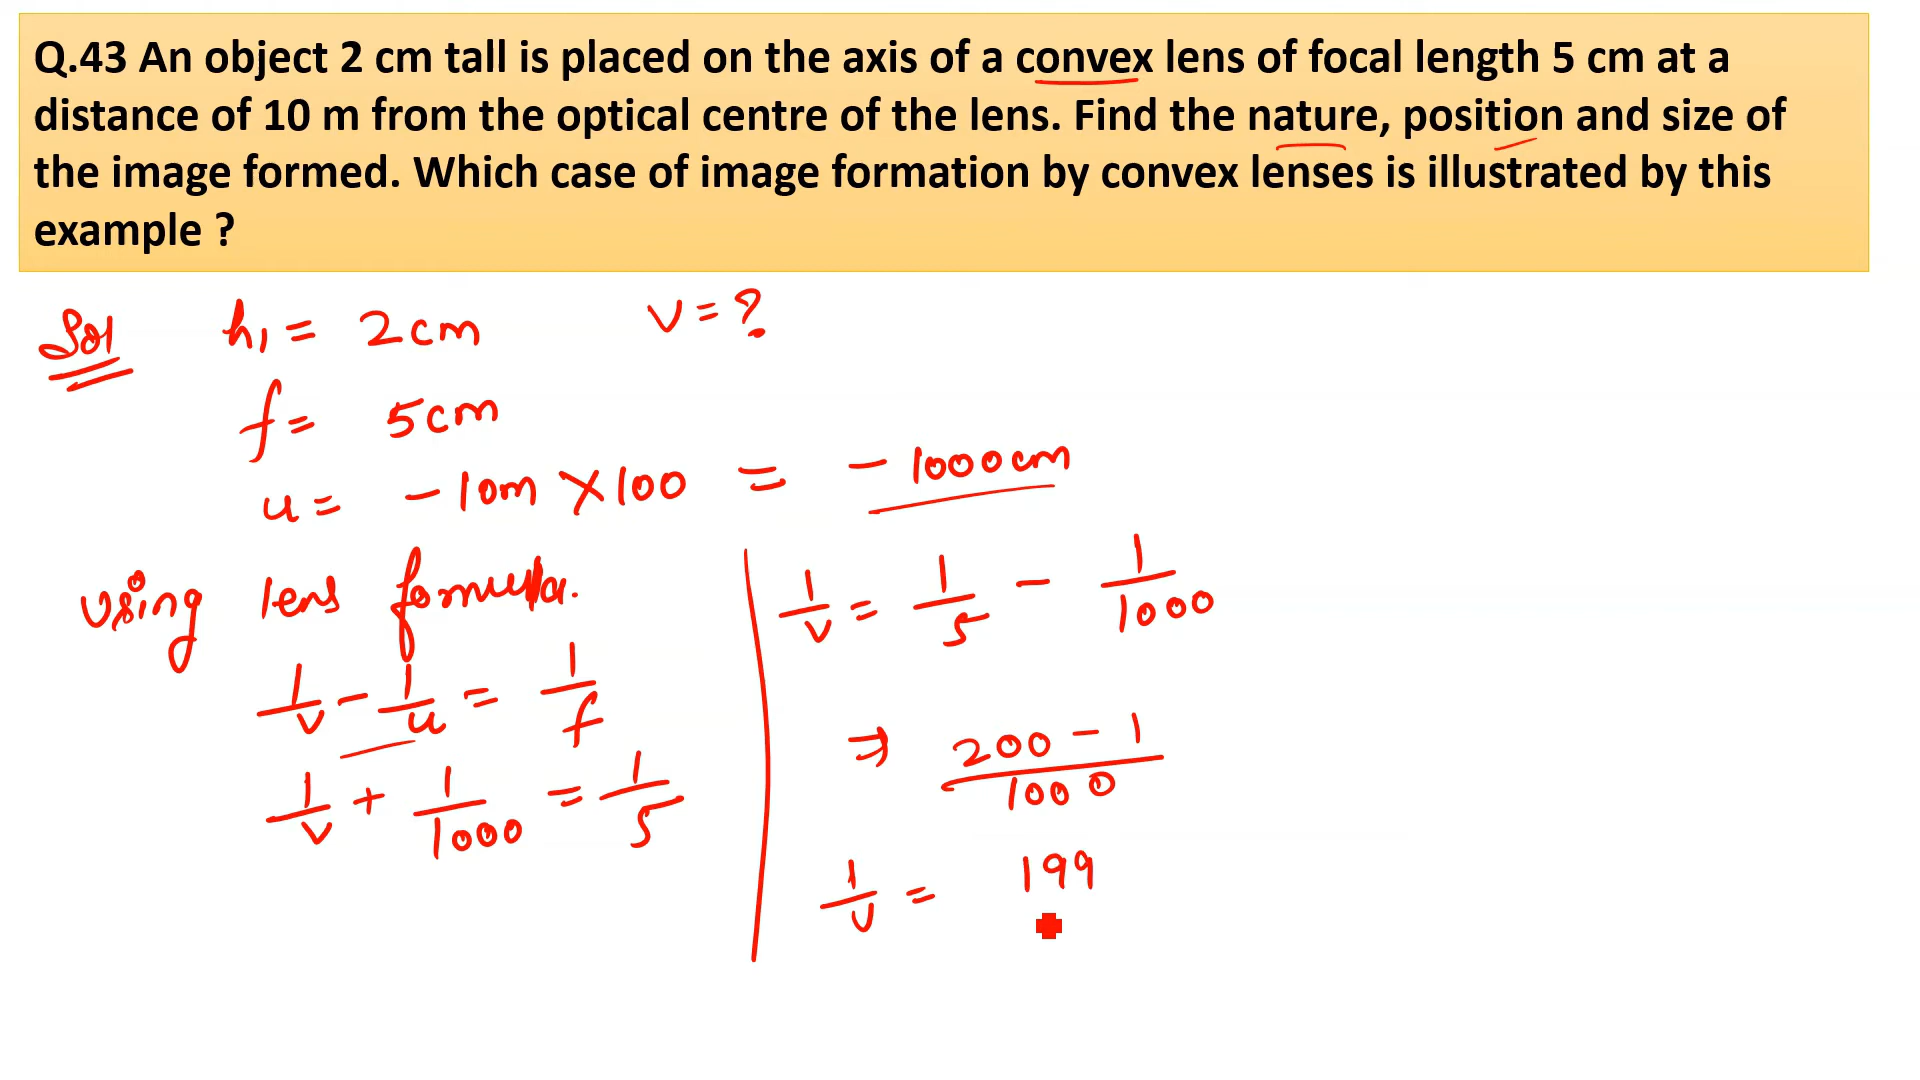 Q.43 An object 2 cm tall is placed on the axis of a convex lens of focal length 5 cm at a
distance of 10 m from the optical centre of the lens. Find the nature, position and size of
the image formed. Which case of image formation by convex lenses is illustrated by this
example ?
Sol h₁ = 2cm v = ?
f = 5cm
u = -10m × 100 = -1000cm
using lens formula.
1/v - 1/u = 1/f
1/v + 1/1000 = 1/5
1/v = 1/5 - 1/1000
⇒ 200 - 1/1000
1/v = 199